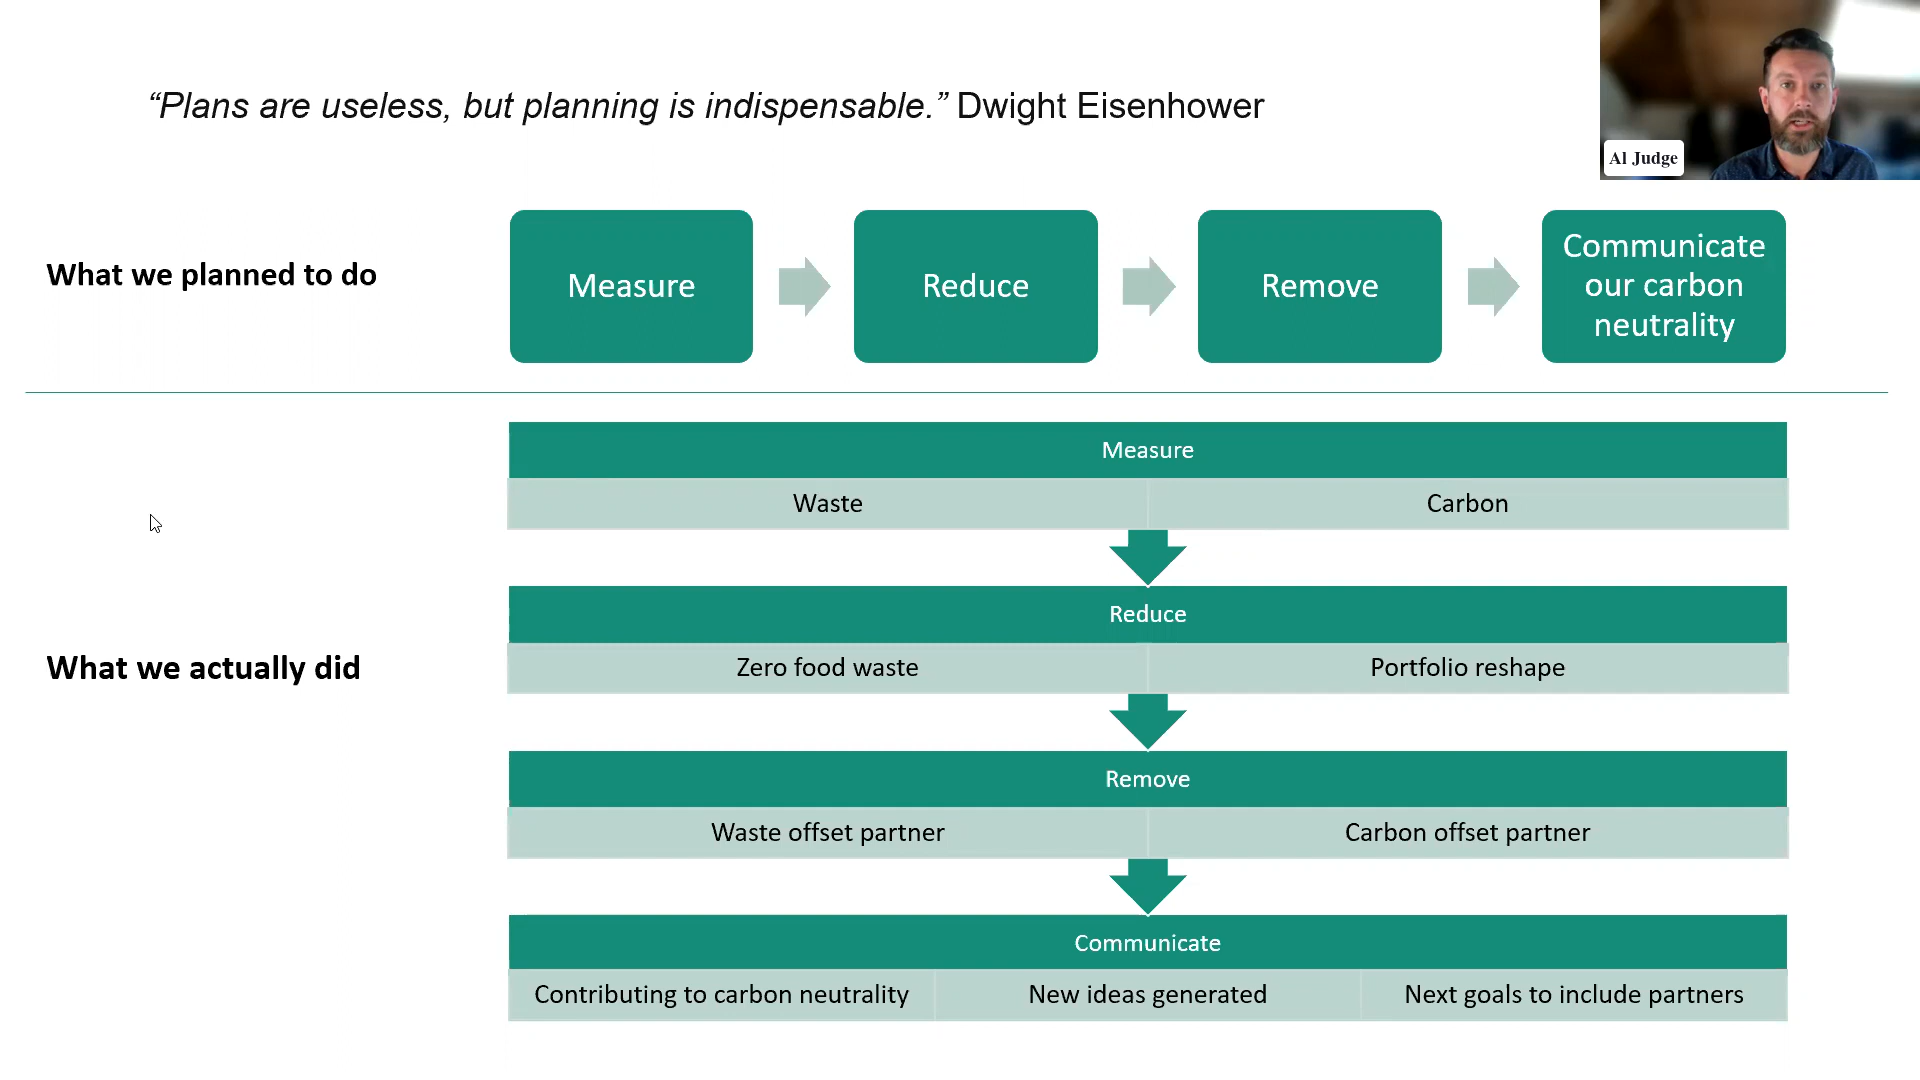 “Plans are useless, but planning is indispensable.” Dwight Eisenhower
Al Judge
What we planned to do
Measure
Reduce
Remove
Communicate
our carbon
neutrality
What we actually did
Measure
Waste
Carbon
Reduce
Zero food waste
Portfolio reshape
Remove
Waste offset partner
Carbon offset partner
Communicate
Contributing to carbon neutrality
New ideas generated
Next goals to include partners